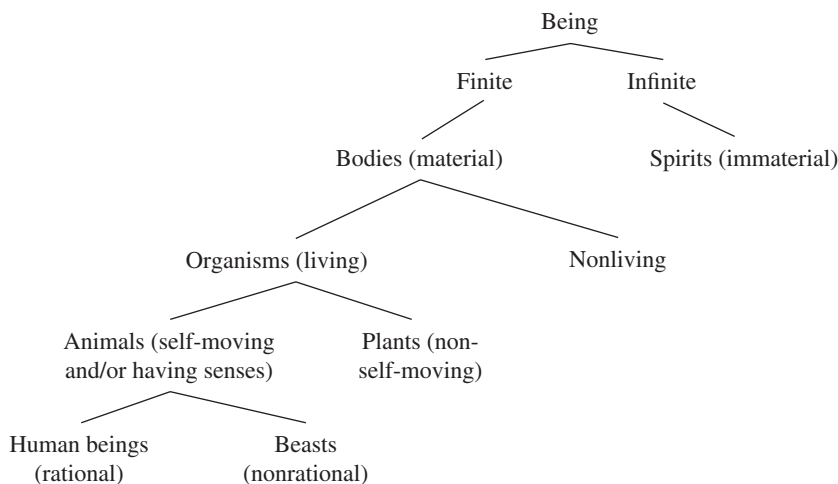 Being
Finite Infinite
Bodies (material) Spirits (immaterial)
Organisms (living) Nonliving
Animals (self-moving
and/or having senses)
Plants (non-
self-moving)
Human beings
(rational)
Beasts
(nonrational)